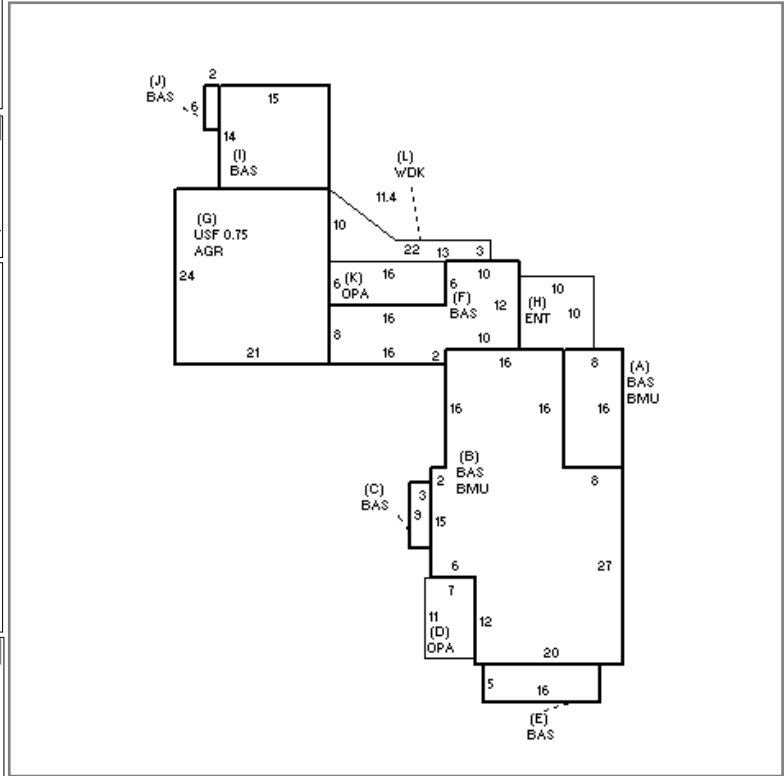 2
(J)
BAS
6
15
14
(I)
BAS
(L)
WDK
11.4
(G)
USF 0.75
AGR
10
22 13 3
24
6 (K) 16
OPA
6 10
(F)
BAS
12
10
(H)
ENT
10
16
8
10
21
16 2
16
8
(A)
BAS
BMU
16
16
16
(B)
BAS
BMU
2
8
(C)
BAS
3
9
15
6
27
7
11
(D)
OPA
12
20
5
16
(E)
BAS